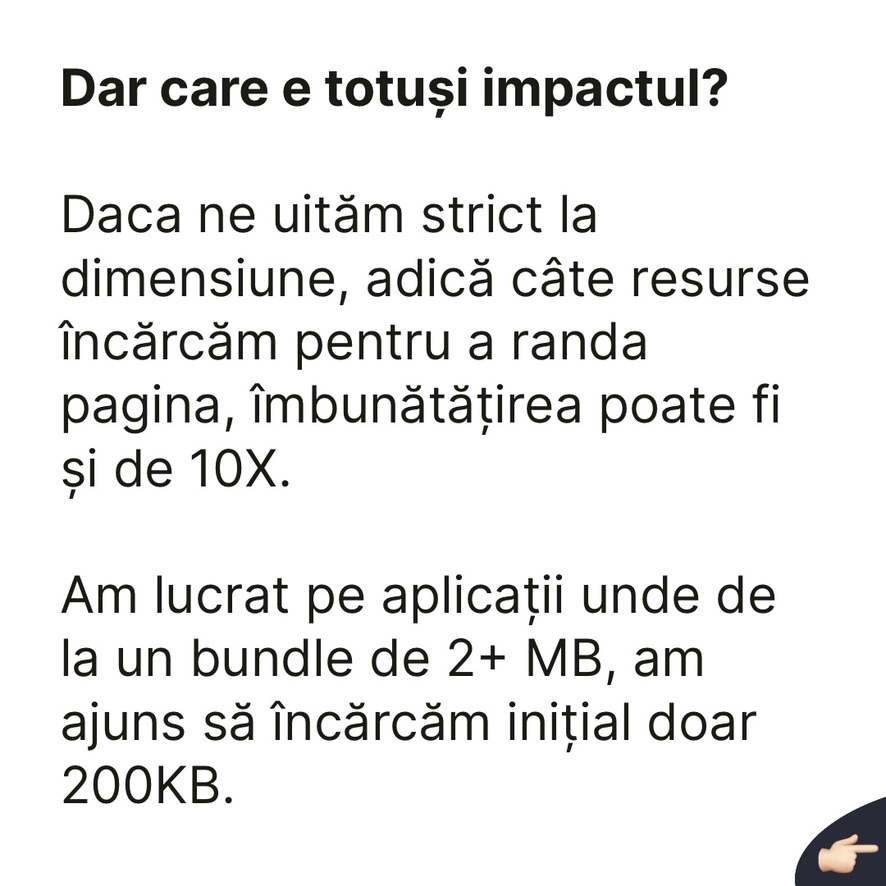 Dar care e totuși impactul?
Daca ne uităm strict la
dimensiune, adică câte resurse
încărcăm pentru a randa
pagina, îmbunătățirea poate fi
și de 10X.
Am lucrat pe aplicații unde de
la un bundle de 2+ MB, am
ajuns să încărcăm inițial doar
200KB.